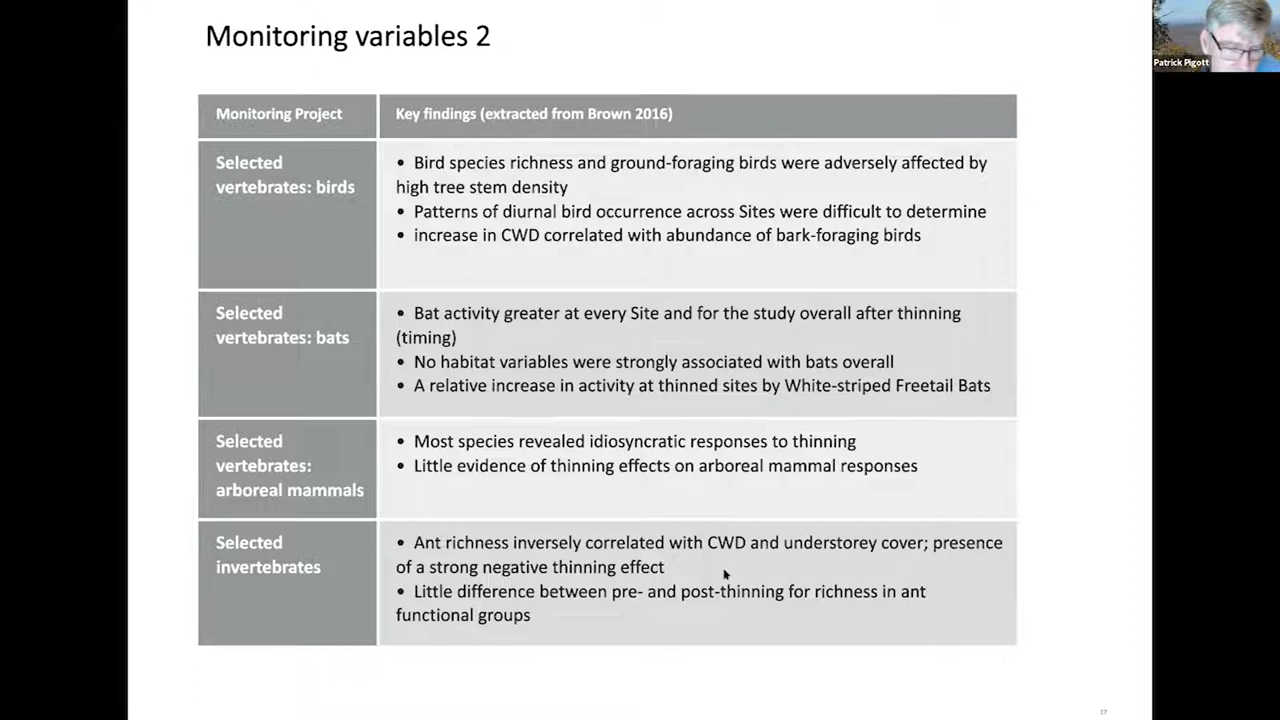 Monitoring variables 2
Patrick Pigott
Monitoring Project
Key findings (extracted from Brown 2016)
Selected
vertebrates: birds
• Bird species richness and ground-foraging birds were adversely affected by
high tree stem density
• Patterns of diurnal bird occurrence across Sites were difficult to determine
• increase in CWD correlated with abundance of bark-foraging birds
Selected
vertebrates: bats
• Bat activity greater at every Site and for the study overall after thinning
(timing)
• No habitat variables were strongly associated with bats overall
• A relative increase in activity at thinned sites by White-striped Freetail Bats
Selected
vertebrates:
arboreal mammals
• Most species revealed idiosyncratic responses to thinning
• Little evidence of thinning effects on arboreal mammal responses
Selected
invertebrates
• Ant richness inversely correlated with CWD and understorey cover; presence
of a strong negative thinning effect
• Little difference between pre- and post-thinning for richness in ant
functional groups
17